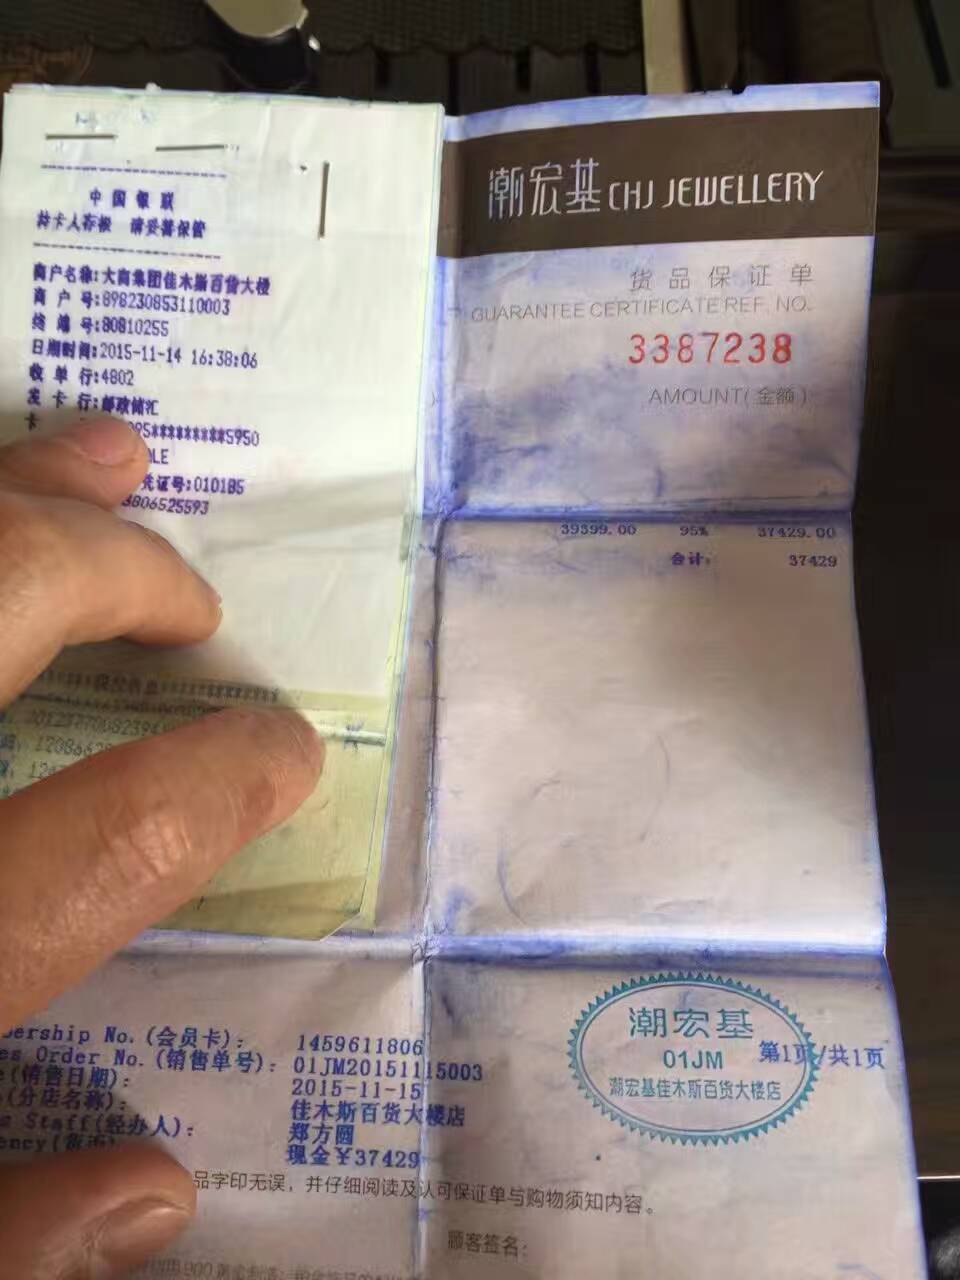 中国银联
持卡人存根 请妥善保管
商户名称:大商集团佳木斯百货大楼
商户号:898230853110003
终端号:80810255
日期时间:2015-11-14 16:38:06
收单行:4802
发卡行:邮政储汇
卡
95*********5950
LE
凭证号:010185
3806525593
潮宏基 CHJ JEWELLERY
货品保证单
GUARANTEE CERTIFICATE REF. NO.
3387238
AMOUNT(金额)
39399.00 95% 37429.00
合计: 37429
ership No.(会员卡): 1459611806
es Order No.(销售单号): 01JM20151115003
(销售日期): 2015-11-15
(分店名称): 佳木斯百货大楼店
s Staff(经办人): 郑方圆
ency(货币) 现金¥37429
潮宏基
01JM
潮宏基佳木斯百货大楼店
第1页/共1页
品字印无误，并仔细阅读及认可保证单与购物须知内容。
顾客签名: